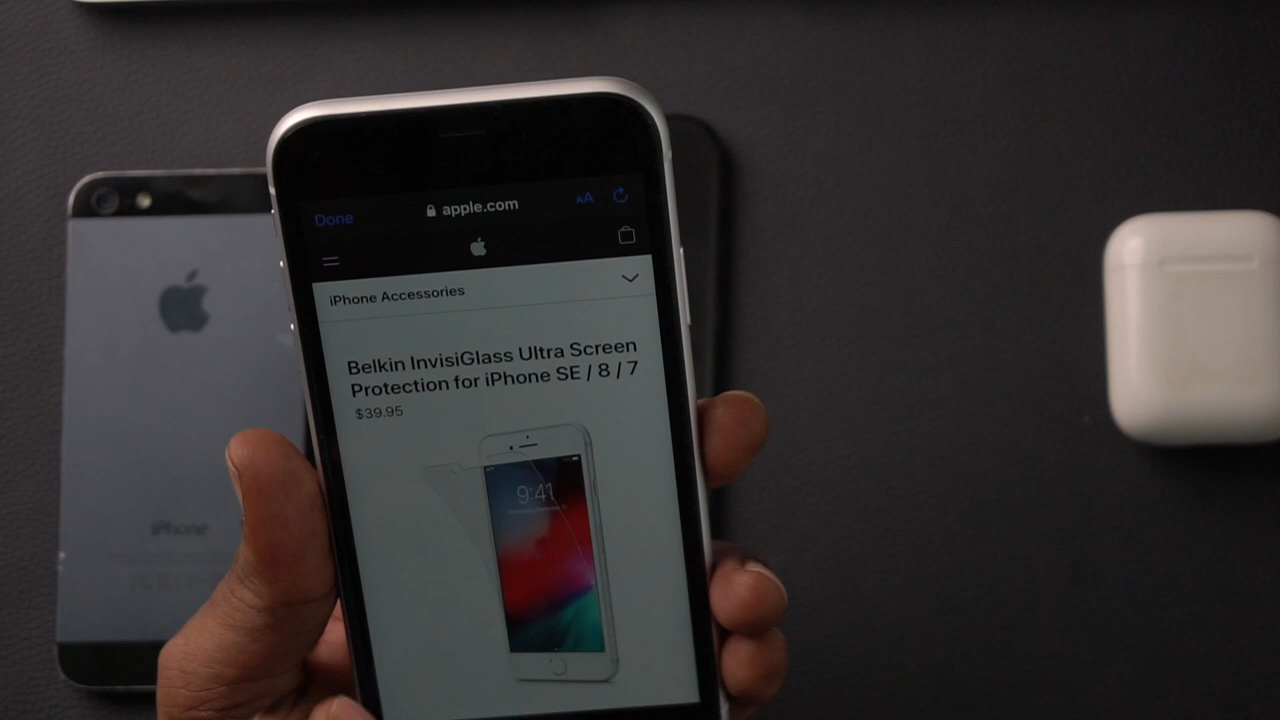 Done
apple.com
AA
iPhone Accessories
Belkin InvisiGlass Ultra Screen
Protection for iPhone SE / 8 / 7
$39.95
9:41
iPhone